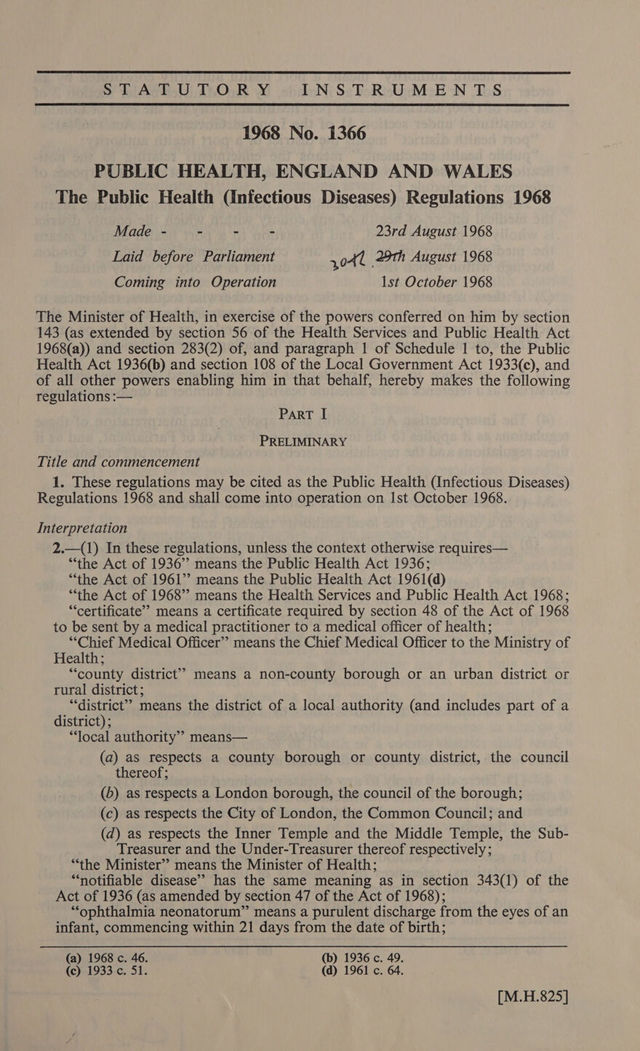 STATUTORY INSTRUMENTS
1968 No. 1366
PUBLIC HEALTH, ENGLAND AND WALES
The Public Health (Infectious Diseases) Regulations 1968
Made - - - - 23rd August 1968
Laid before Parliament 30th 29th August 1968
Coming into Operation 1st October 1968
The Minister of Health, in exercise of the powers conferred on him by section
143 (as extended by section 56 of the Health Services and Public Health Act
1968(a)) and section 283(2) of, and paragraph 1 of Schedule 1 to, the Public
Health Act 1936(b) and section 108 of the Local Government Act 1933(c), and
of all other powers enabling him in that behalf, hereby makes the following
regulations:—
PART I
PRELIMINARY
Title and commencement
1. These regulations may be cited as the Public Health (Infectious Diseases)
Regulations 1968 and shall come into operation on 1st October 1968.
Interpretation
2.—(1) In these regulations, unless the context otherwise requires—
“the Act of 1936” means the Public Health Act 1936;
“the Act of 1961” means the Public Health Act 1961(d)
“the Act of 1968” means the Health Services and Public Health Act 1968;
“certificate” means a certificate required by section 48 of the Act of 1968
to be sent by a medical practitioner to a medical officer of health;
“Chief Medical Officer” means the Chief Medical Officer to the Ministry of
Health;
“county district” means a non-county borough or an urban district or
rural district;
“district” means the district of a local authority (and includes part of a
district);
“local authority” means—
(a) as respects a county borough or county district, the council
thereof;
(b) as respects a London borough, the council of the borough;
(c) as respects the City of London, the Common Council; and
(d) as respects the Inner Temple and the Middle Temple, the Sub-
Treasurer and the Under-Treasurer thereof respectively;
“the Minister” means the Minister of Health;
“notifiable disease” has the same meaning as in section 343(1) of the
Act of 1936 (as amended by section 47 of the Act of 1968);
“ophthalmia neonatorum” means a purulent discharge from the eyes of an
infant, commencing within 21 days from the date of birth;
(a) 1968 c. 46. (b) 1936 c. 49.
(c) 1933 c. 51. (d) 1961 c. 64.
[M.H.825]